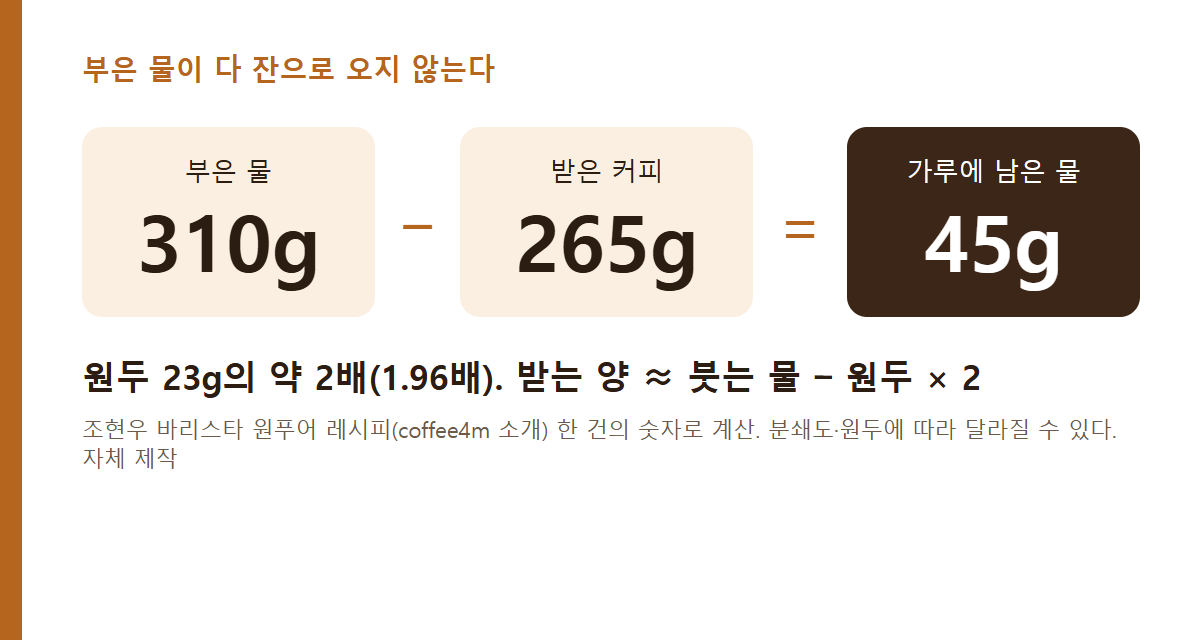 부은 물이 다 잔으로 오지 않는다
부은 물
310g
−
받은 커피
265g
=
가루에 남은 물
45g
원두 23g의 약 2배(1.96배). 받는 양 ≈ 붓는 물 − 원두 × 2
조현우 바리스타 원푸어 레시피(coffee4m 소개) 한 건의 숫자로 계산. 분쇄도·원두에 따라 달라질 수 있다.
자체 제작